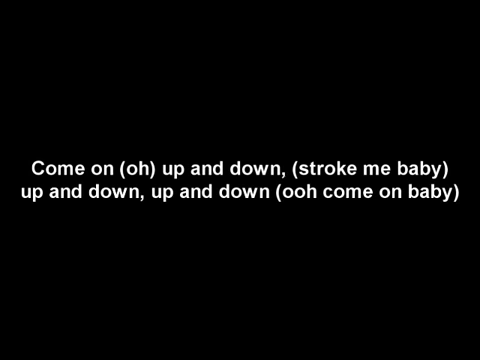 Come on (oh) up and down, (stroke me baby)
up and down, up and down (ooh come on baby)